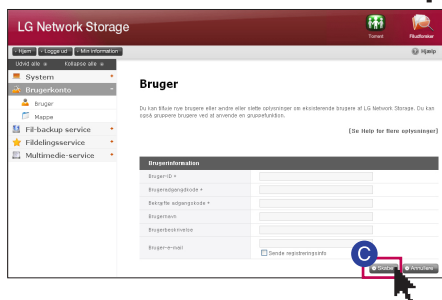 LG Network Storage
Torrent
Filudforsker
Hjem
Logge ud
Min information
Hjælp
Udvid alle
Kollapse alle
System
Brugerkonto
Bruger
Mappe
Fil-backup service
Fildelingsservice
Multimedie-service
Bruger
Du kan tilføje nye brugere eller ændre eller slette oplysninger om eksisterende brugere af LG Network Storage. Du kan
også gruppere brugere ved at anvende en gruppefunktion.
[Se Help for flere oplysninger]
Brugerinformation
Bruger-ID *
Brugeradgangskode *
Bekræfte adgangskode *
Brugernavn
Brugerbeskrivelse
Bruger-e-mail
Sende registreringsinfo
C
Skabe
Annullere